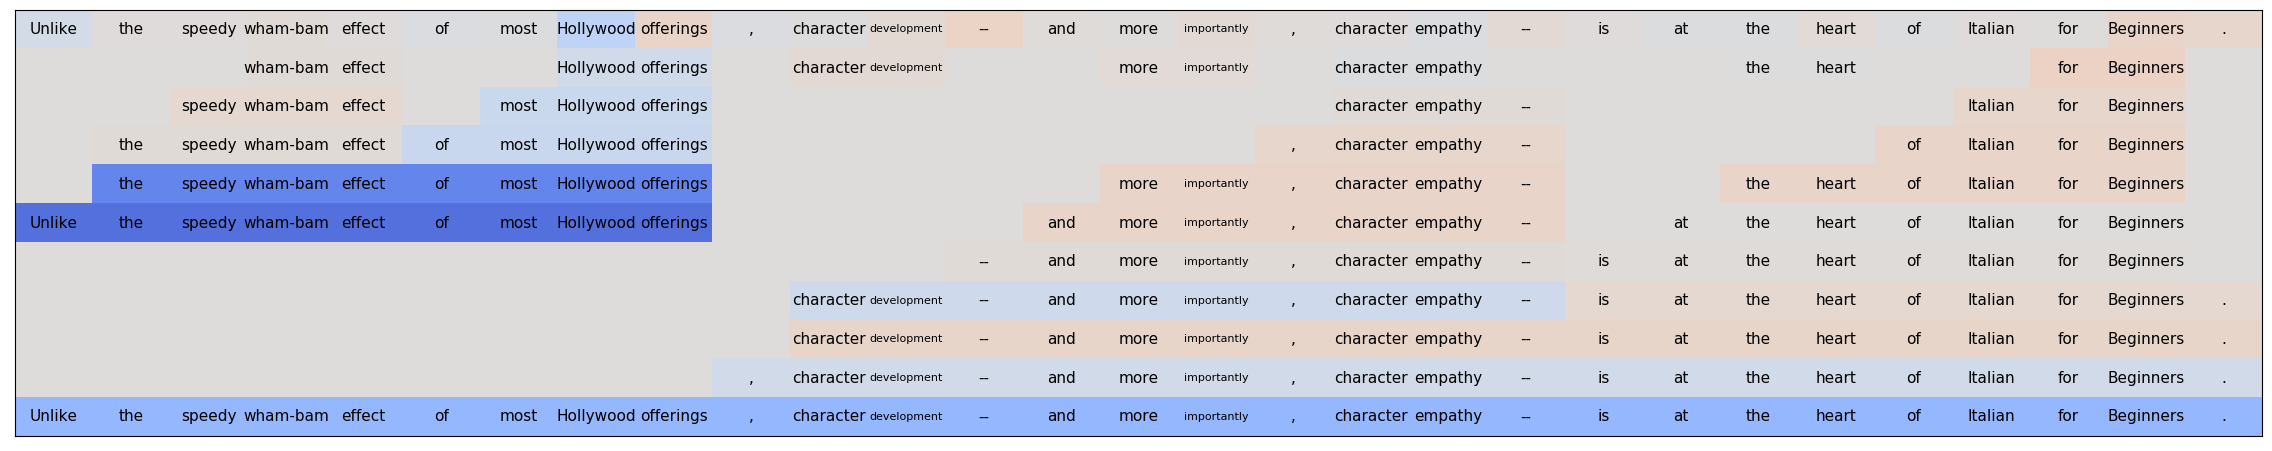 Unlike the speedy wham-bam effect of most Hollywood offerings , character development -- and more importantly , character empathy -- is at the heart of Italian for Beginners .
wham-bam effect Hollywood offerings character development more importantly character empathy the heart for Beginners
speedy wham-bam effect most Hollywood offerings character empathy -- Italian for Beginners
the speedy wham-bam effect of most Hollywood offerings , character empathy -- of Italian for Beginners
the speedy wham-bam effect of most Hollywood offerings more importantly , character empathy -- the heart of Italian for Beginners
Unlike the speedy wham-bam effect of most Hollywood offerings and more importantly , character empathy -- at the heart of Italian for Beginners
-- and more importantly , character empathy -- is at the heart of Italian for Beginners
character development -- and more importantly , character empathy -- is at the heart of Italian for Beginners .
character development -- and more importantly , character empathy -- is at the heart of Italian for Beginners .
, character development -- and more importantly , character empathy -- is at the heart of Italian for Beginners .
Unlike the speedy wham-bam effect of most Hollywood offerings , character development -- and more importantly , character empathy -- is at the heart of Italian for Beginners .